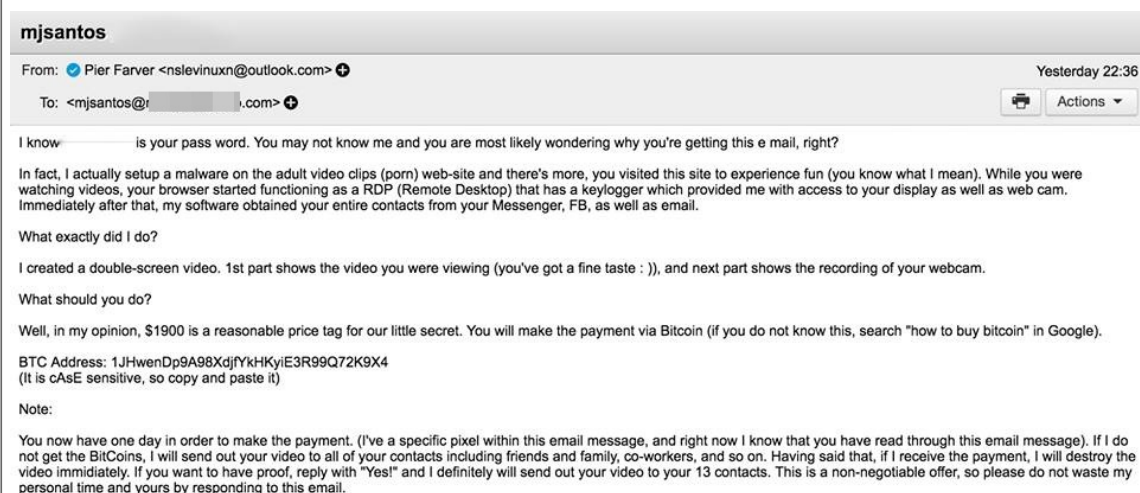 mjsantos
From: Pier Farver <nslevinuxn@outlook.com>
Yesterday 22:36
To: <mjsantos@ .com>
Actions
I know is your pass word. You may not know me and you are most likely wondering why you're getting this e mail, right?
In fact, I actually setup a malware on the adult video clips (porn) web-site and there's more, you visited this site to experience fun (you know what I mean). While you were
watching videos, your browser started functioning as a RDP (Remote Desktop) that has a keylogger which provided me with access to your display as well as web cam.
Immediately after that, my software obtained your entire contacts from your Messenger, FB, as well as email.
What exactly did I do?
I created a double-screen video. 1st part shows the video you were viewing (you've got a fine taste : )), and next part shows the recording of your webcam.
What should you do?
Well, in my opinion, $1900 is a reasonable price tag for our little secret. You will make the payment via Bitcoin (if you do not know this, search "how to buy bitcoin" in Google).
BTC Address: 1JHwenDp9A98XdjfYkHKyiE3R99Q72K9X4
(It is cAsE sensitive, so copy and paste it)
Note:
You now have one day in order to make the payment. (I've a specific pixel within this email message, and right now I know that you have read through this email message). If I do
not get the BitCoins, I will send out your video to all of your contacts including friends and family, co-workers, and so on. Having said that, if I receive the payment, I will destroy the
video immidiately. If you want to have proof, reply with "Yes!" and I definitely will send out your video to your 13 contacts. This is a non-negotiable offer, so please do not waste my
personal time and yours by responding to this email.